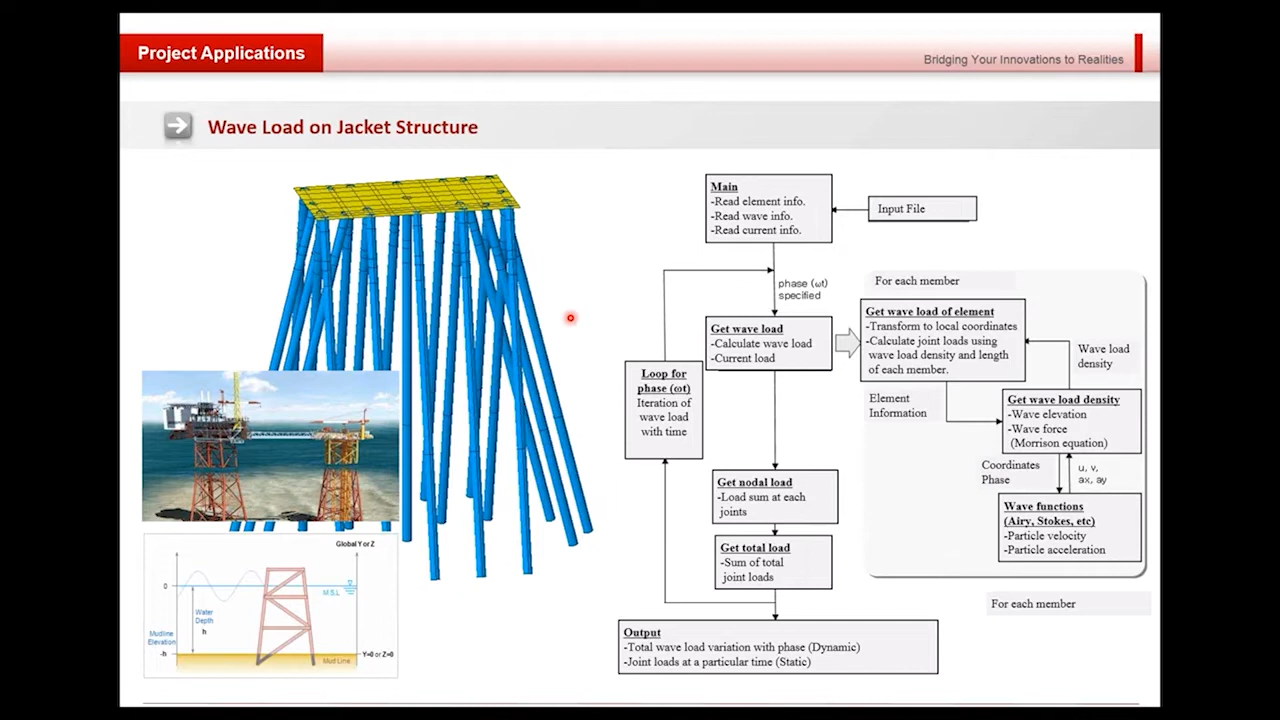 Project Applications
Bridging Your Innovations to Realities
Wave Load on Jacket Structure
Main
-Read element info.
-Read wave info.
-Read current info.
Input File
phase (ωt)
specified
For each member
Get wave load
-Calculate wave load
-Current load
Get wave load of element
-Transform to local coordinates
-Calculate joint loads using
wave load density and length
of each member.
Wave load
density
Loop for
phase (ωt)
Iteration of
wave load
with time
Element
Information
Get wave load density
-Wave elevation
-Wave force
(Morrison equation)
Coordinates
Phase
u, v,
ax, ay
Get nodal load
-Load sum at each
joints
Wave functions
(Airy, Stokes, etc)
-Particle velocity
-Particle acceleration
Get total load
-Sum of total
joint loads
For each member
Output
-Total wave load variation with phase (Dynamic)
-Joint loads at a particular time (Static)
Global Y or Z
0
M.S.L
Water
Depth
h
Mudline
Elevation
-h
Y=0 or Z=0
Mud Line